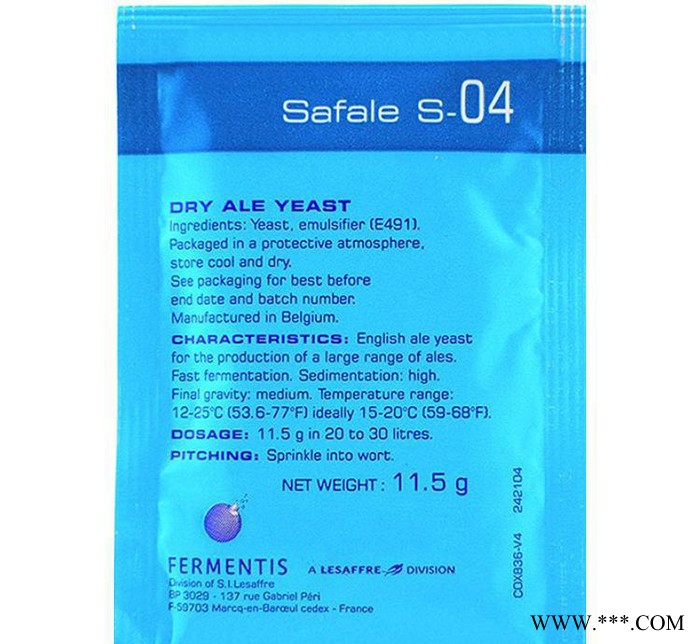 Safale S-04
DRY ALE YEAST
Ingredients: Yeast, emulsifier (E491).
Packaged in a protective atmosphere,
store cool and dry.
See packaging for best before
end date and batch number.
Manufactured in Belgium.
CHARACTERISTICS: English ale yeast
for the production of a large range of ales.
Fast fermentation. Sedimentation: high.
Final gravity: medium. Temperature range:
12-25°C (53.6-77°F) ideally 15-20°C (59-68°F).
DOSAGE: 11.5 g in 20 to 30 litres.
PITCHING: Sprinkle into wort.
NET WEIGHT : 11.5 g
FERMENTIS
A LESAFFRE DIVISION
Division of S.I.Lesaffre
BP 3029 - 137 rue Gabriel Péri
F-59703 Marcq-en-Barœul cedex - France
COX836-V4 242104
WWW.***.COM